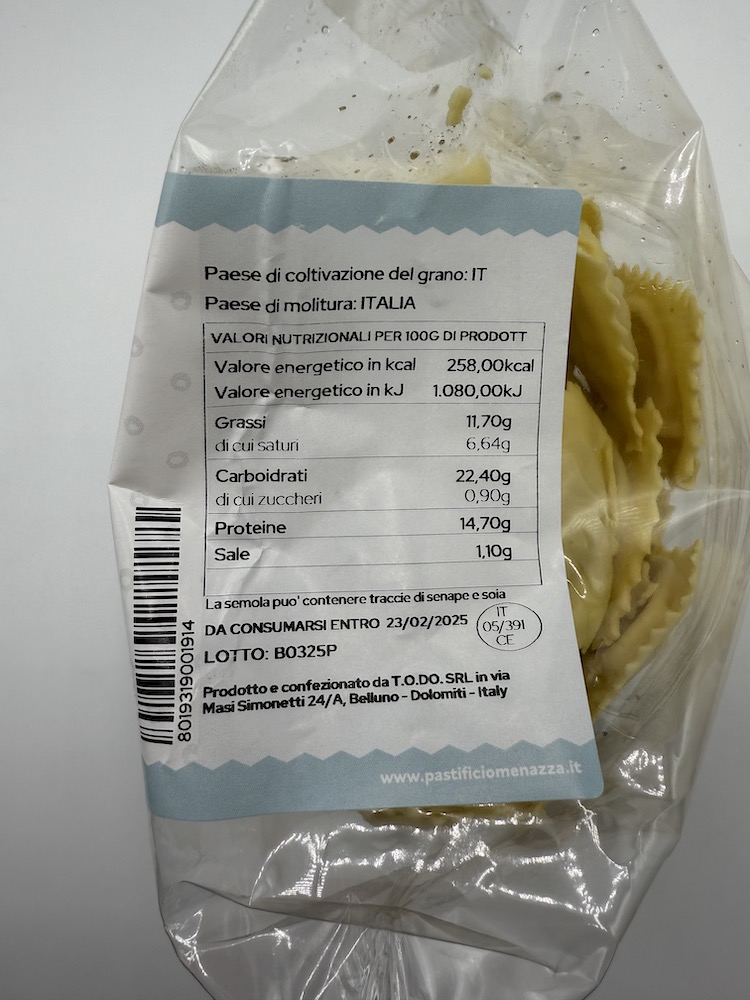 Paese di coltivazione del grano: IT
Paese di molitura: ITALIA
VALORI NUTRIZIONALI PER 100G DI PRODOTT
Valore energetico in kcal 258,00kcal
Valore energetico in kJ 1.080,00kJ
Grassi 11,70g
di cui saturi 6,64g
Carboidrati 22,40g
di cui zuccheri 0,90g
Proteine 14,70g
Sale 1,10g
La semola puo' contenere traccie di senape e soia
DA CONSUMARSI ENTRO 23/02/2025
LOTTO: B0325P
IT
05/391
CE
Prodotto e confezionato da T.O.DO. SRL in via
Masi Simonetti 24/A, Belluno - Dolomiti - Italy
8019319001914
www.pastificiomenazza.it